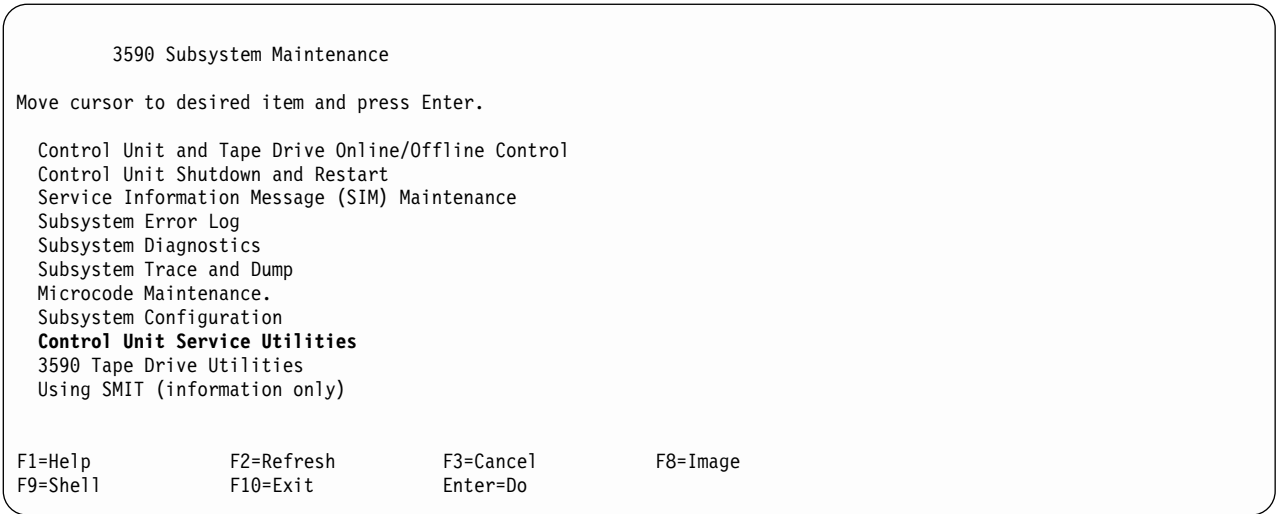 3590 Subsystem Maintenance
Move cursor to desired item and press Enter.
Control Unit and Tape Drive Online/Offline Control
Control Unit Shutdown and Restart
Service Information Message (SIM) Maintenance
Subsystem Error Log
Subsystem Diagnostics
Subsystem Trace and Dump
Microcode Maintenance.
Subsystem Configuration
Control Unit Service Utilities
3590 Tape Drive Utilities
Using SMIT (information only)
F1=Help F2=Refresh F3=Cancel F8=Image
F9=Shell F10=Exit Enter=Do